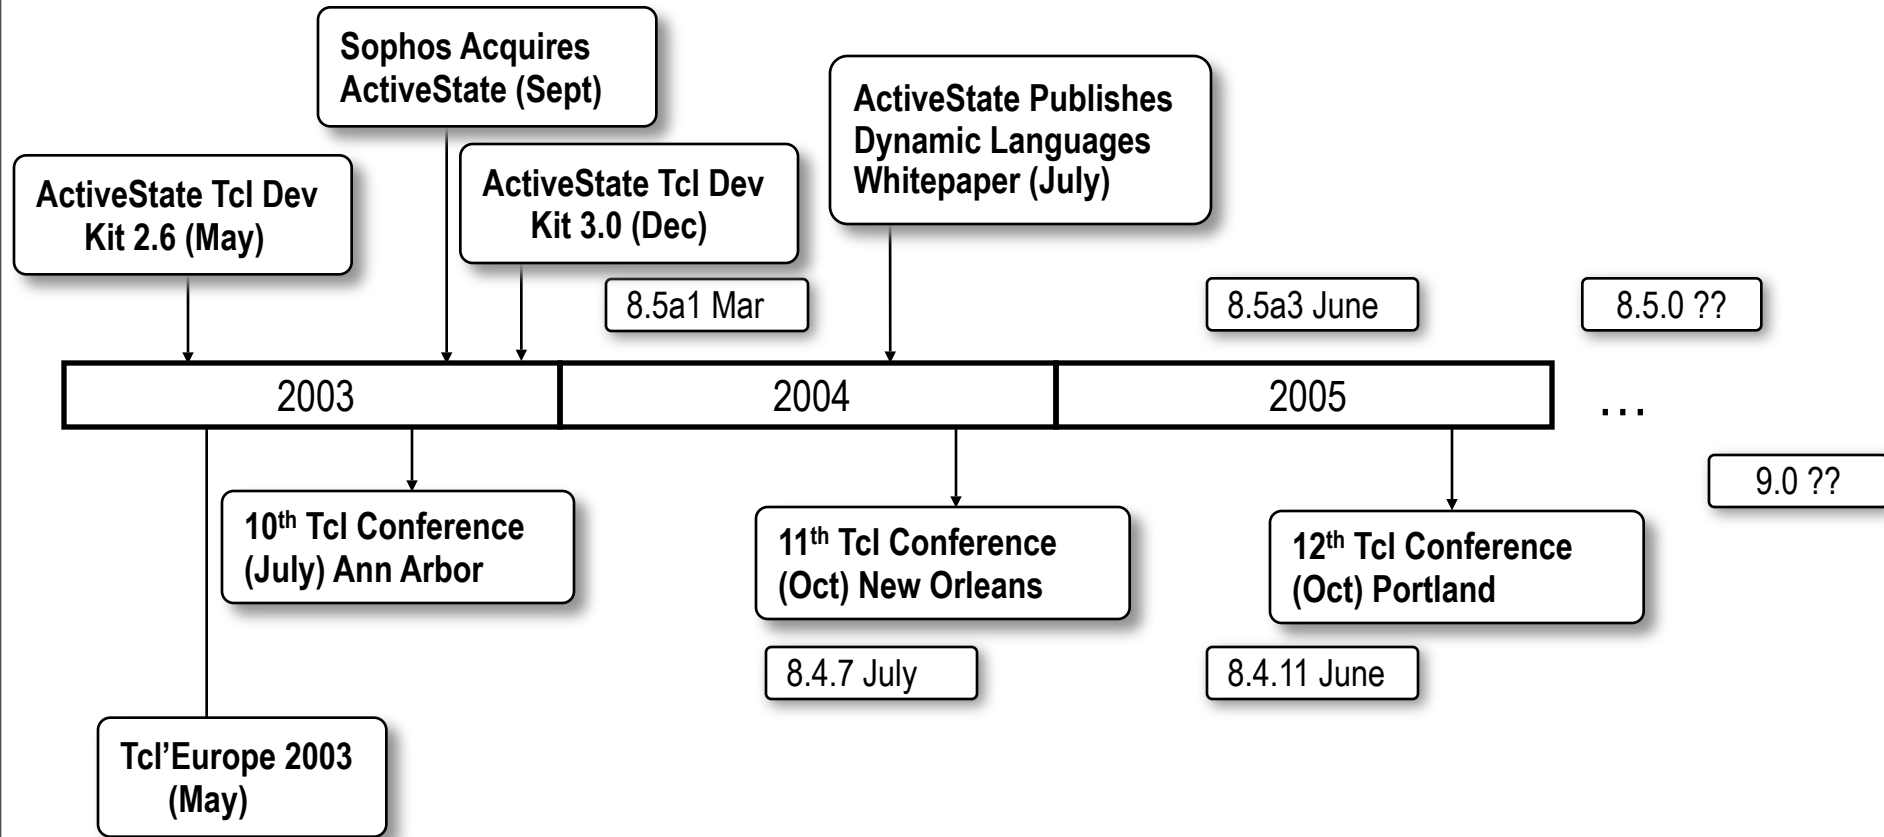 Sophos Acquires
ActiveState (Sept)
ActiveState Publishes
Dynamic Languages
Whitepaper (July)
ActiveState Tcl Dev
Kit 2.6 (May)
ActiveState Tcl Dev
Kit 3.0 (Dec)
8.5a1 Mar
8.5a3 June
8.5.0 ??
2003
2004
2005
...
9.0 ??
10th Tcl Conference
(July) Ann Arbor
11th Tcl Conference
(Oct) New Orleans
12th Tcl Conference
(Oct) Portland
8.4.7 July
8.4.11 June
Tcl’Europe 2003
(May)